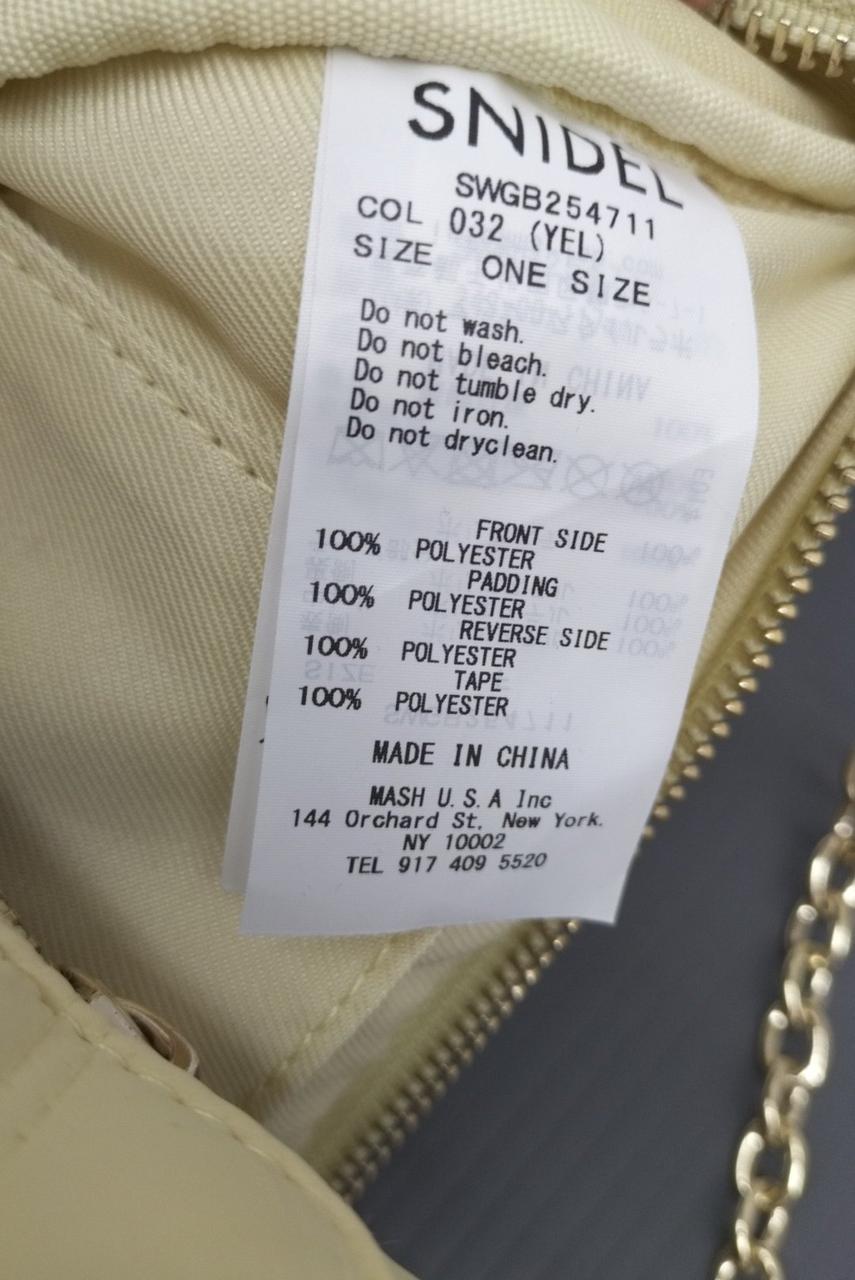 SNIDEL
SWGB254711
COL 032 (YEL)
SIZE ONE SIZE
Do not wash.
Do not bleach.
Do not tumble dry.
Do not iron.
Do not dryclean.
FRONT SIDE
100% POLYESTER
PADDING
100% POLYESTER
REVERSE SIDE
100% POLYESTER
TAPE
100% POLYESTER
MADE IN CHINA
MASH U.S.A Inc
144 Orchard St, New York.
NY 10002
TEL 917 409 5520